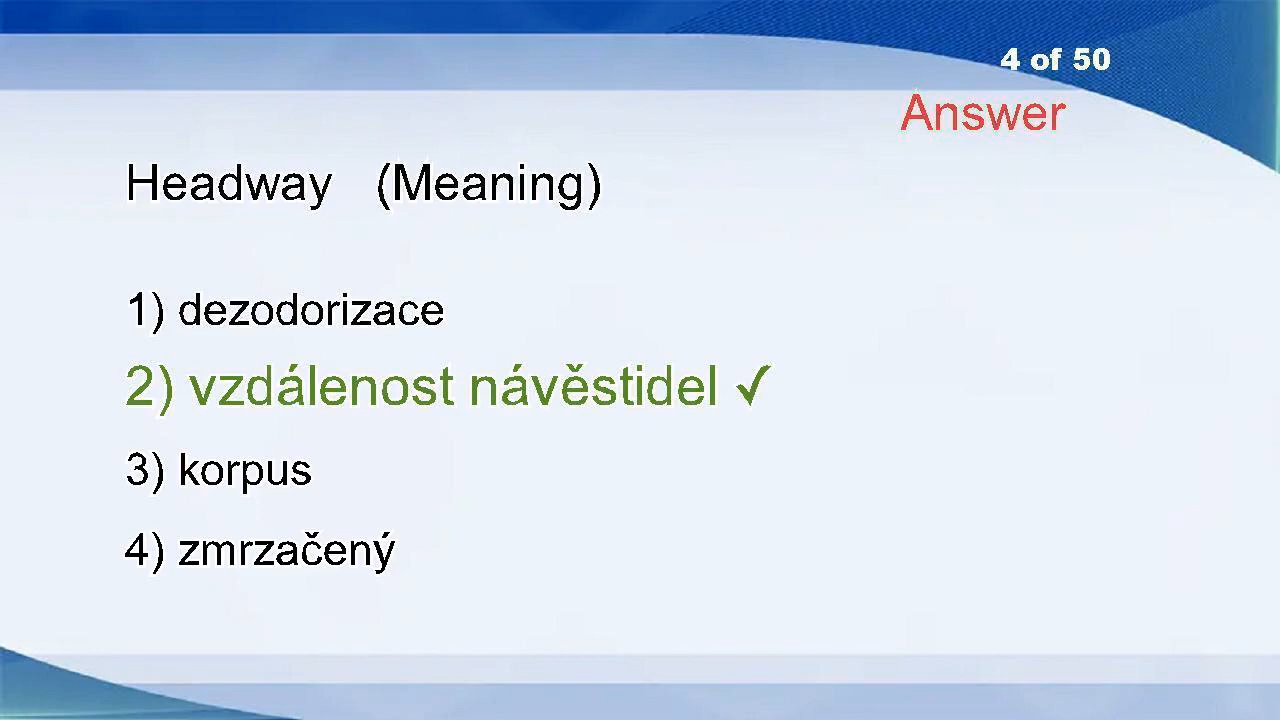 4 of 50
Answer
Headway (Meaning)
1) dezodorizace
2) vzdálenost návěstidel ✓
3) korpus
4) zmrzačený